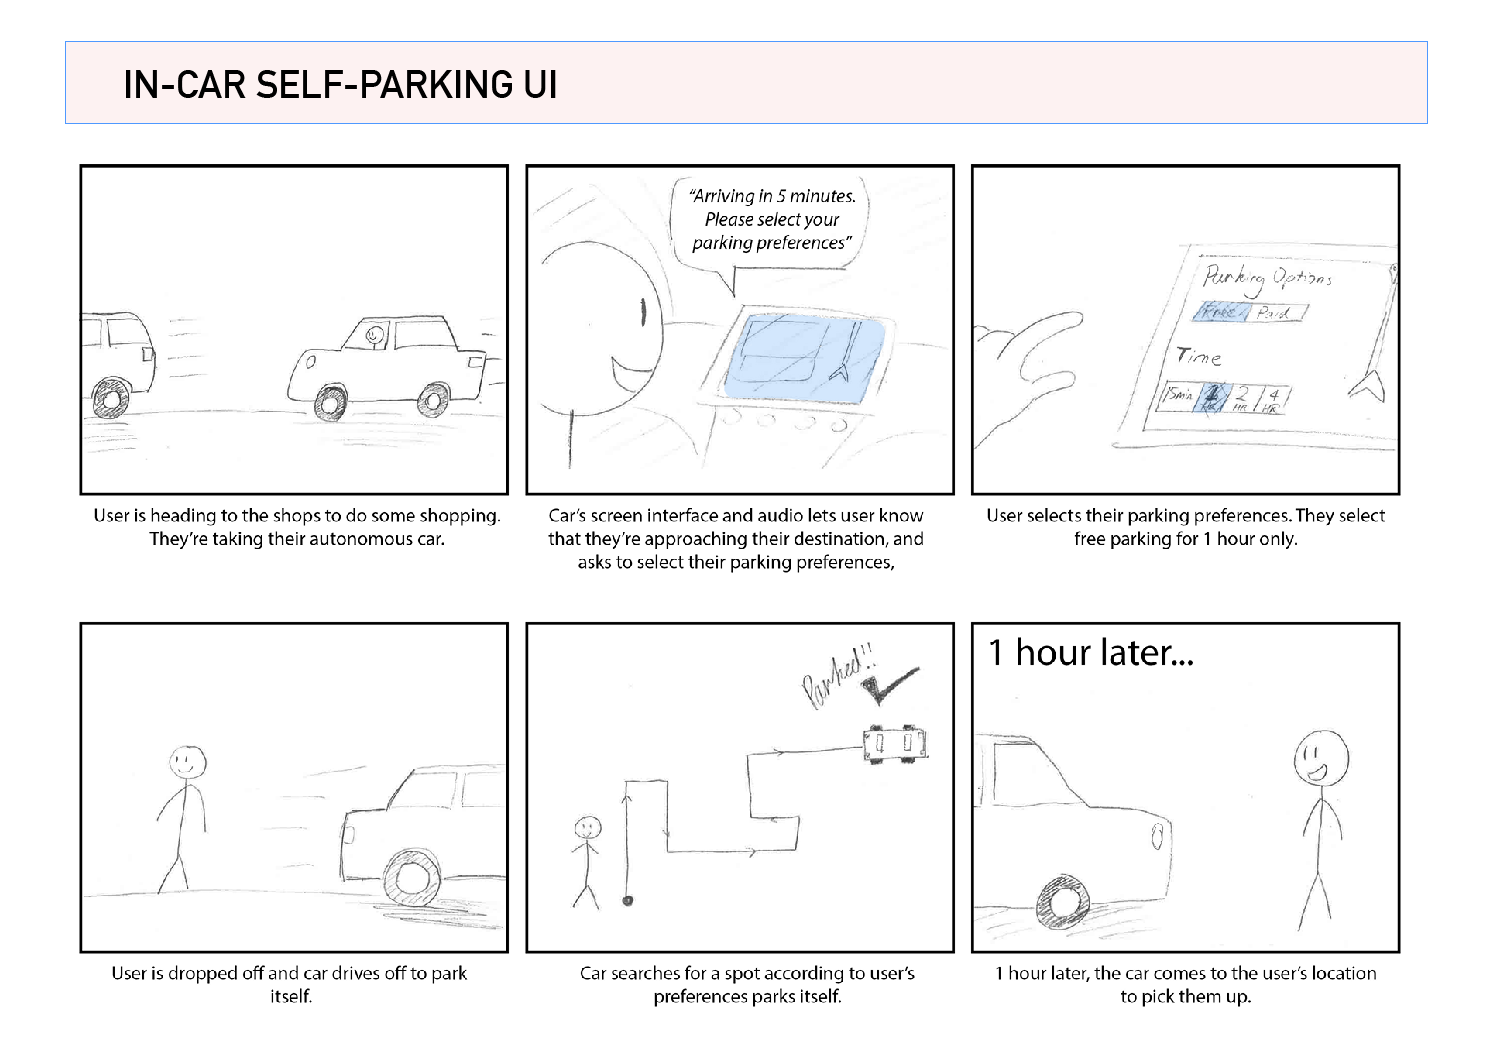 IN-CAR SELF-PARKING UI
"Arriving in 5 minutes.
Please select your
parking preferences"
Parking Options
Free Paid
Time
15min 1 2 4
HR HR HR
User is heading to the shops to do some shopping.
They're taking their autonomous car.
Car's screen interface and audio lets user know
that they're approaching their destination, and
asks to select their parking preferences,
User selects their parking preferences. They select
free parking for 1 hour only.
Parked!!
1 hour later...
User is dropped off and car drives off to park
itself.
Car searches for a spot according to user's
preferences parks itself.
1 hour later, the car comes to the user's location
to pick them up.